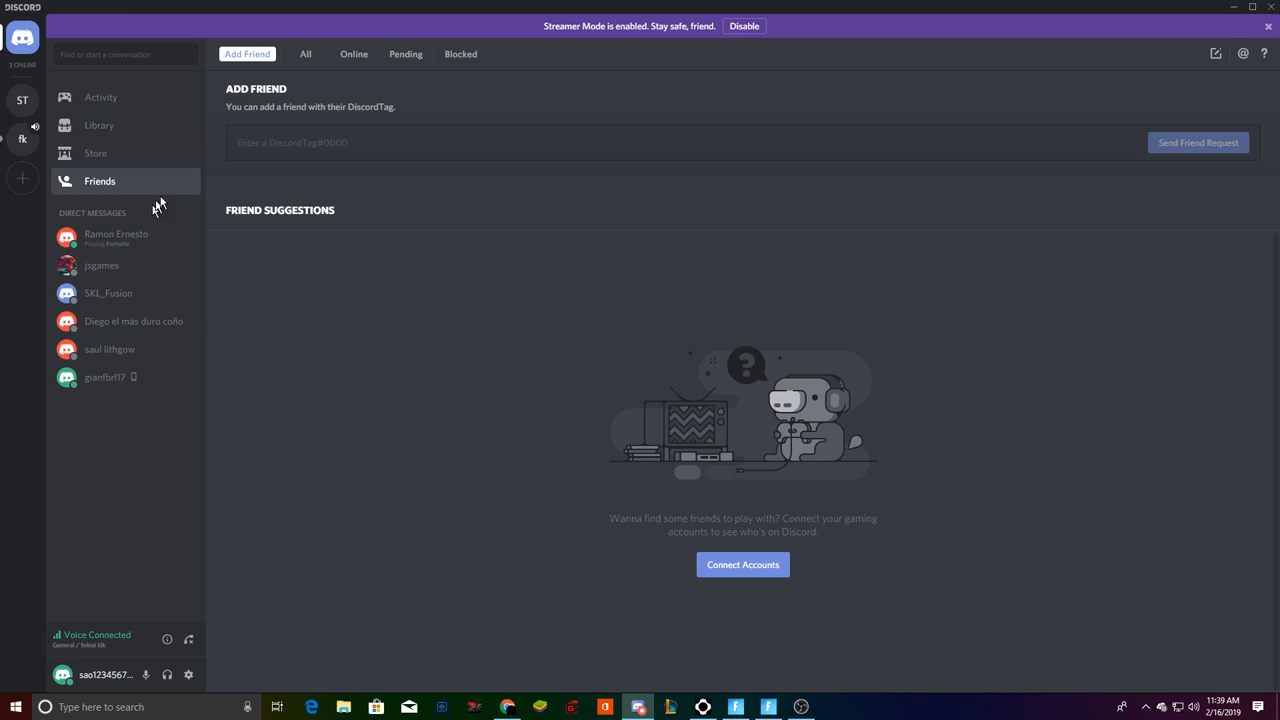 DISCORD
Streamer Mode is enabled. Stay safe, friend. Disable
3 ONLINE
ST
fk
Find or start a conversation
Activity
Library
Store
Friends
DIRECT MESSAGES
Ramon Ernesto
Playing Fortnite
jsgames
SKL_Fusion
Diego el más duro coño
saul lithgow
gianfbrl17
Voice Connected
sao1234567...
Add Friend All Online Pending Blocked
ADD FRIEND
You can add a friend with their DiscordTag.
Enter a DiscordTag#0000
Send Friend Request
FRIEND SUGGESTIONS
?
Wanna find some friends to play with? Connect your gaming
accounts to see who's on Discord.
Connect Accounts
Type here to search
11:39 AM
2/16/2019